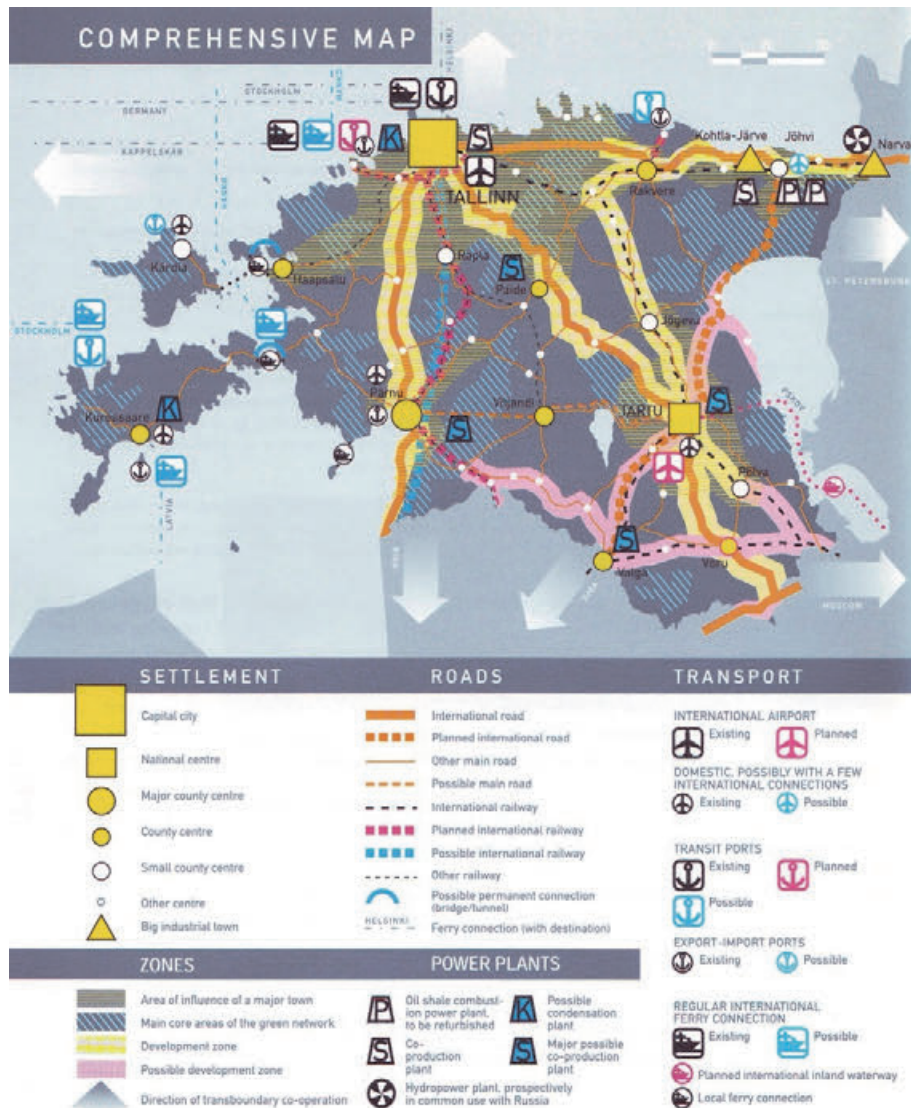 COMPREHENSIVE MAP
HELSINKI
STOCKHOLM
HANKO
GERMANY
KAPPELSKÄR
HANKO
K
S
TALLINN
Kohtla-Järve
Jõhvi
Narva
Rakvere
S
P
P
Kärdla
Haapsalu
Rapla
S
Paide
ST. PETERSBURG
STOCKHOLM
Jõgeva
Kuressaare
K
Pärnu
S
Viljandi
TARTU
S
PSKOV
Põlva
LATVIA
RIGA
S
Valga
Võru
RIGA
MOSCOW
SETTLEMENT
Capital city
National centre
Major county centre
County centre
Small county centre
Other centre
Big industrial town
ROADS
International road
Planned international road
Other main road
Possible main road
International railway
Planned international railway
Possible international railway
Other railway
Possible permanent connection
(bridge/tunnel)
HELSINKI
Ferry connection (with destination)
TRANSPORT
INTERNATIONAL AIRPORT
Existing
Planned
DOMESTIC, POSSIBLY WITH A FEW
INTERNATIONAL CONNECTIONS
Existing
Possible
TRANSIT PORTS
Existing
Planned
Possible
EXPORT-IMPORT PORTS
Existing
Possible
REGULAR INTERNATIONAL
FERRY CONNECTION
Existing
Possible
Planned international inland waterway
Local ferry connection
ZONES
Area of influence of a major town
Main core areas of the green network
Development zone
Possible development zone
Direction of transboundary co-operation
POWER PLANTS
P
Oil shale combust-
ion power plant,
to be refurbished
K
Possible
condensation
plant
S
Co-
production
plant
S
Major possible
co-production
plant
Hydropower plant, prospectively
in common use with Russia